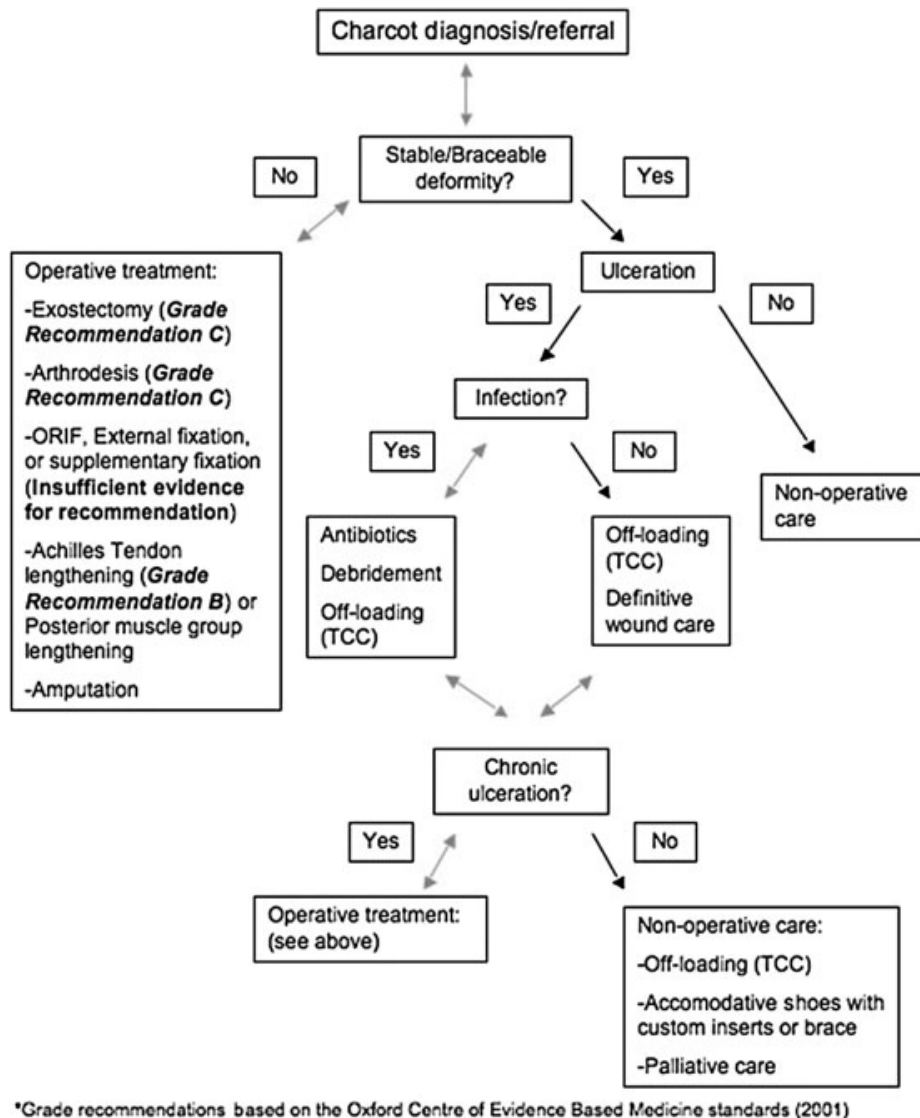 Charcot diagnosis/referral
Stable/Braceable
deformity?
No
Yes
Operative treatment:
-Exostectomy (Grade
Recommendation C)
-Arthrodesis (Grade
Recommendation C)
-ORIF, External fixation,
or supplementary fixation
(Insufficient evidence
for recommendation)
-Achilles Tendon
lengthening (Grade
Recommendation B) or
Posterior muscle group
lengthening
-Amputation
Ulceration
Yes
No
Infection?
Non-operative
care
Yes
No
Antibiotics
Debridement
Off-loading
(TCC)
Off-loading
(TCC)
Definitive
wound care
Chronic
ulceration?
Yes
No
Operative treatment:
(see above)
Non-operative care:
-Off-loading (TCC)
-Accomodative shoes with
custom inserts or brace
-Palliative care
*Grade recommendations based on the Oxford Centre of Evidence Based Medicine standards (2001)